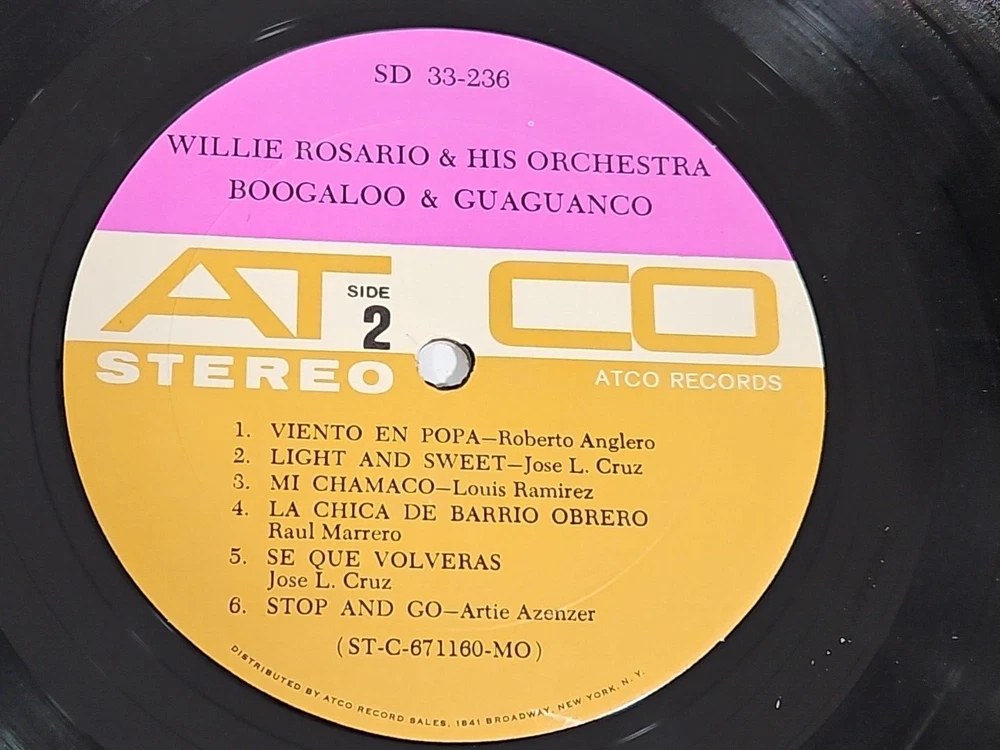 SD 33-236
WILLIE ROSARIO & HIS ORCHESTRA
BOOGALOO & GUAGUANCO
ATCO
SIDE
2
STEREO
ATCO RECORDS
1. VIENTO EN POPA—Roberto Anglero
2. LIGHT AND SWEET—Jose L. Cruz
3. MI CHAMACO—Louis Ramirez
4. LA CHICA DE BARRIO OBRERO
Raul Marrero
5. SE QUE VOLVERAS
Jose L. Cruz
6. STOP AND GO—Artie Azenzer
(ST-C-671160-MO)
DISTRIBUTED BY ATCO RECORD SALES, 1841 BROADWAY, NEW YORK, N. Y.